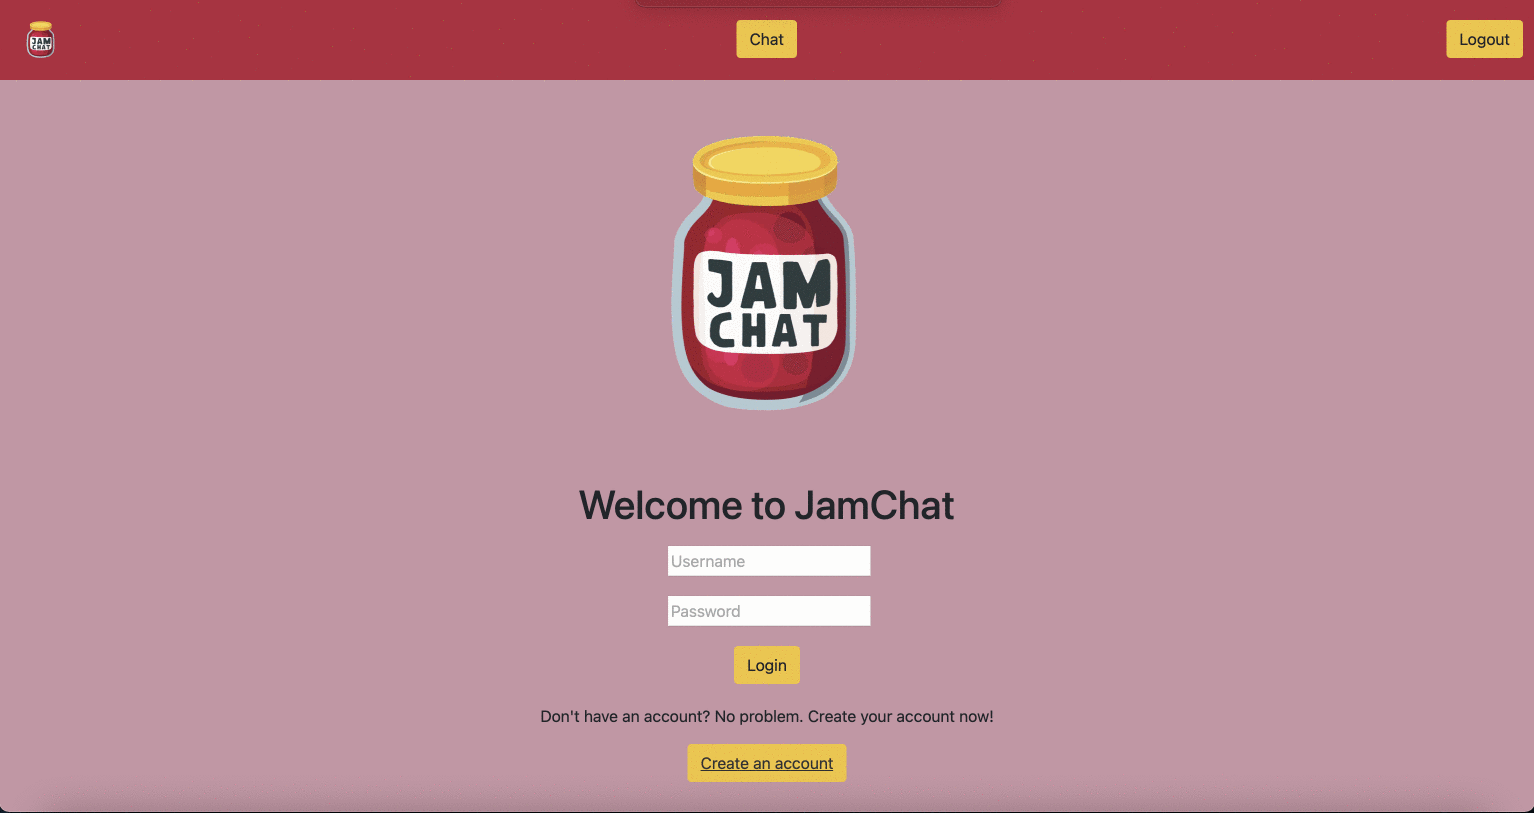 JAM
CHAT
Chat
Logout
JAM
CHAT
Welcome to JamChat
Username
Password
Login
Don't have an account? No problem. Create your account now!
Create an account